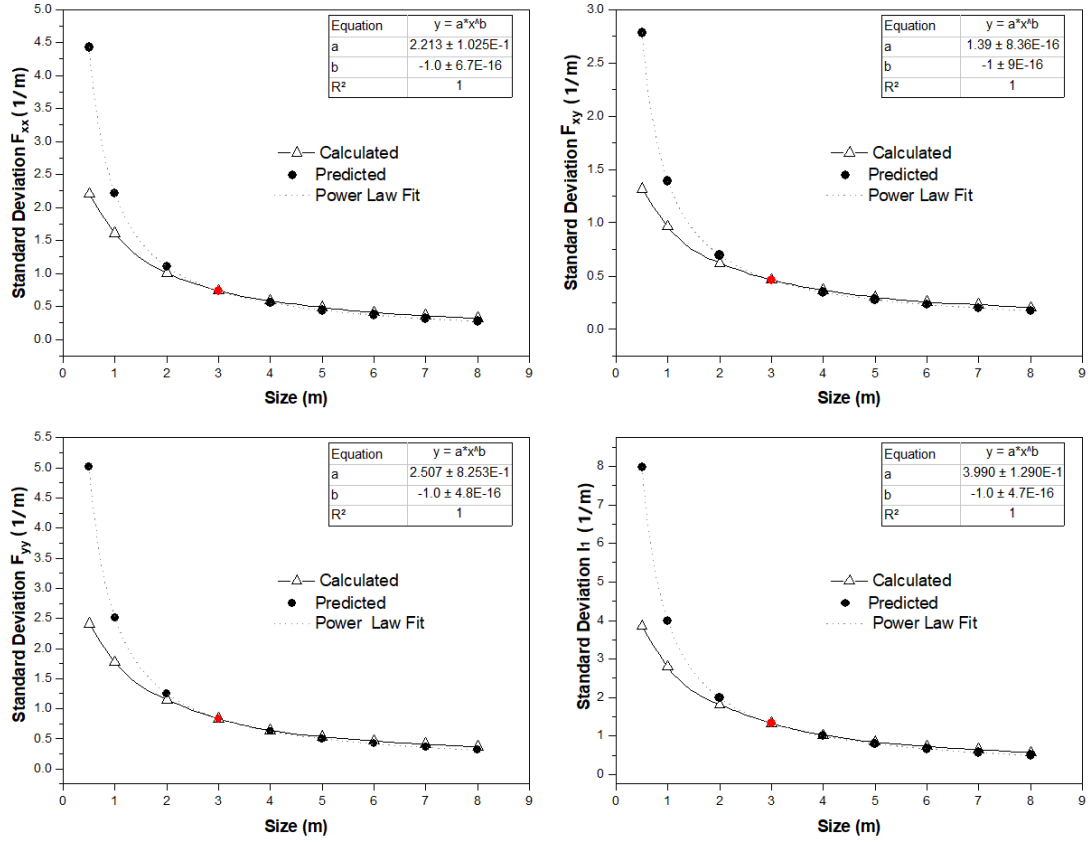 Equation y = a*x^b
a 2.213 ± 1.025E-1
b -1.0 ± 6.7E-16
R² 1
5.0
4.5
4.0
3.5
3.0
2.5
2.0
1.5
1.0
0.5
0.0
Standard Deviation Fxx (1/m)
Calculated
Predicted
Power Law Fit
0 1 2 3 4 5 6 7 8 9
Size (m)
Equation y = a*x^b
a 1.39 ± 8.36E-16
b -1 ± 9E-16
R² 1
3.0
2.5
2.0
1.5
1.0
0.5
0.0
Standard Deviation Fxy (1/m)
Calculated
Predicted
Power Law Fit
0 1 2 3 4 5 6 7 8 9
Size (m)
Equation y = a*x^b
a 2.507 ± 8.253E-1
b -1.0 ± 4.8E-16
R² 1
5.5
5.0
4.5
4.0
3.5
3.0
2.5
2.0
1.5
1.0
0.5
0.0
Standard Deviation Fyy (1/m)
Calculated
Predicted
Power Law Fit
0 1 2 3 4 5 6 7 8 9
Size (m)
Equation y = a*x^b
a 3.990 ± 1.290E-1
b -1.0 ± 4.7E-16
R² 1
8
7
6
5
4
3
2
1
0
Standard Deviation I₁ (1/m)
Calculated
Predicted
Power Law Fit
0 1 2 3 4 5 6 7 8 9
Size (m)